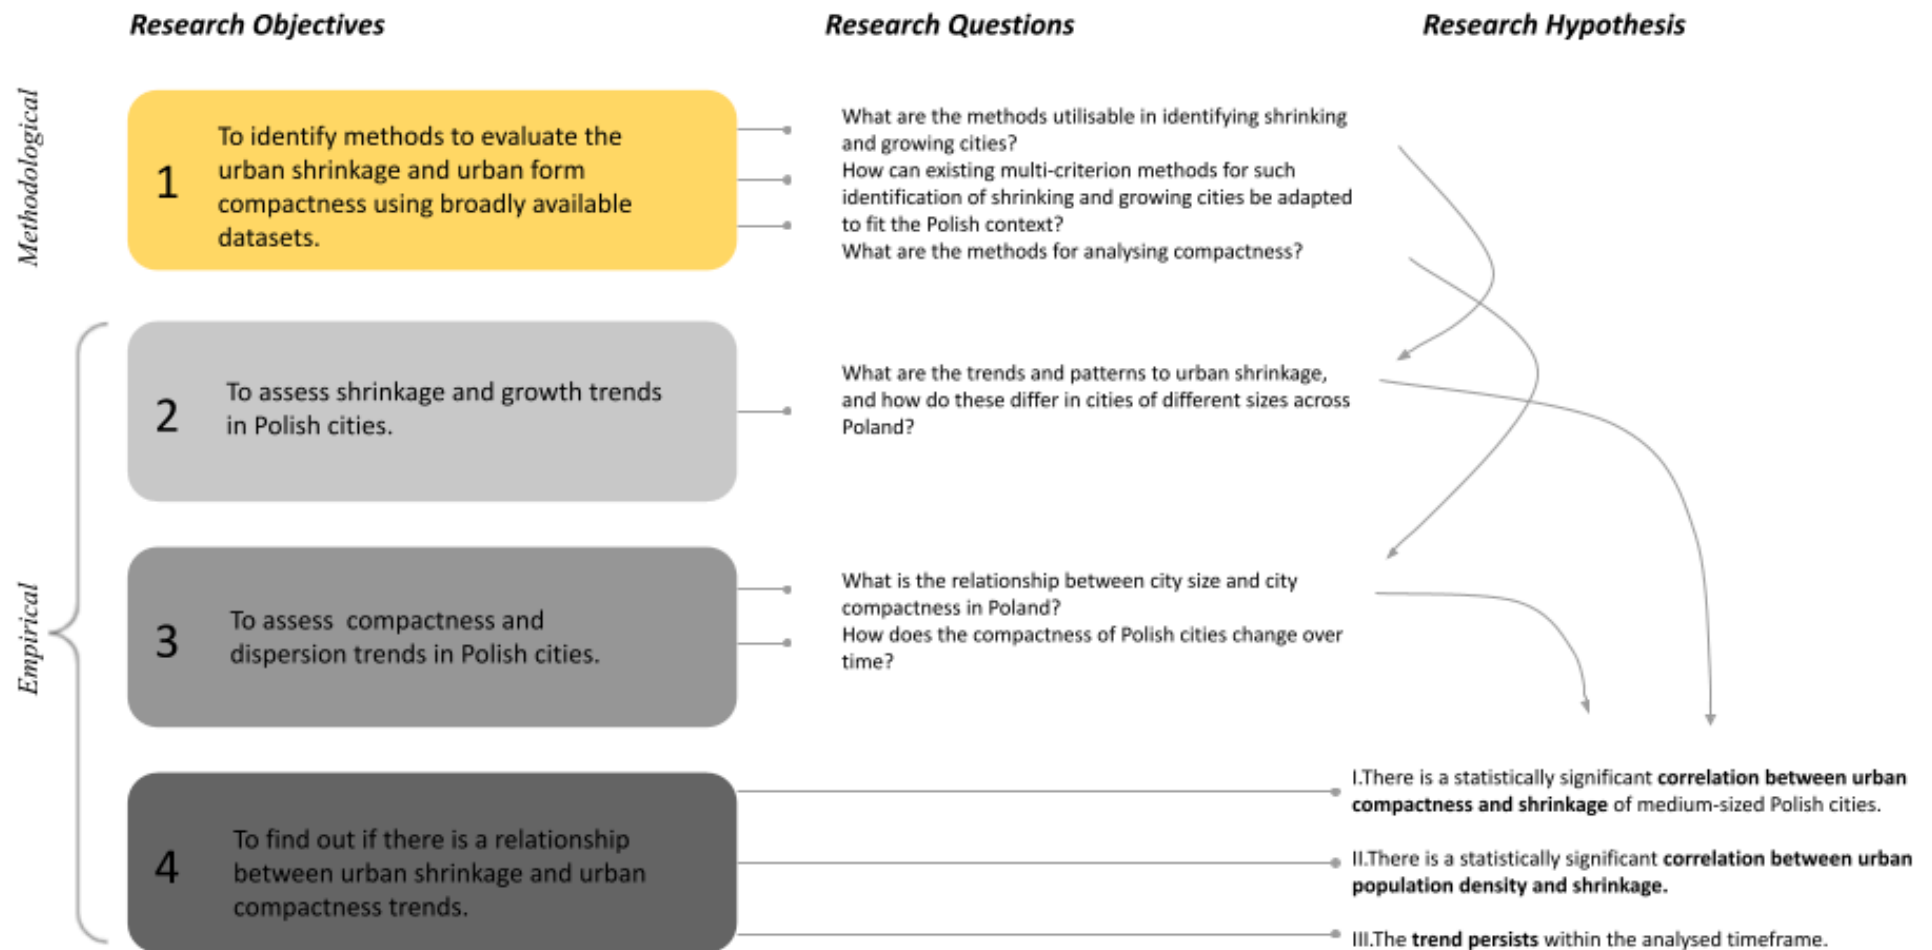 Research Objectives
Research Questions
Research Hypothesis
Methodological
1
To identify methods to evaluate the
urban shrinkage and urban form
compactness using broadly available
datasets.
What are the methods utilisable in identifying shrinking
and growing cities?
How can existing multi-criterion methods for such
identification of shrinking and growing cities be adapted
to fit the Polish context?
What are the methods for analysing compactness?
Empirical
2
To assess shrinkage and growth trends
in Polish cities.
What are the trends and patterns to urban shrinkage,
and how do these differ in cities of different sizes across
Poland?
3
To assess compactness and
dispersion trends in Polish cities.
What is the relationship between city size and city
compactness in Poland?
How does the compactness of Polish cities change over
time?
4
To find out if there is a relationship
between urban shrinkage and urban
compactness trends.
I.There is a statistically significant correlation between urban
compactness and shrinkage of medium-sized Polish cities.
II.There is a statistically significant correlation between urban
population density and shrinkage.
III.The trend persists within the analysed timeframe.